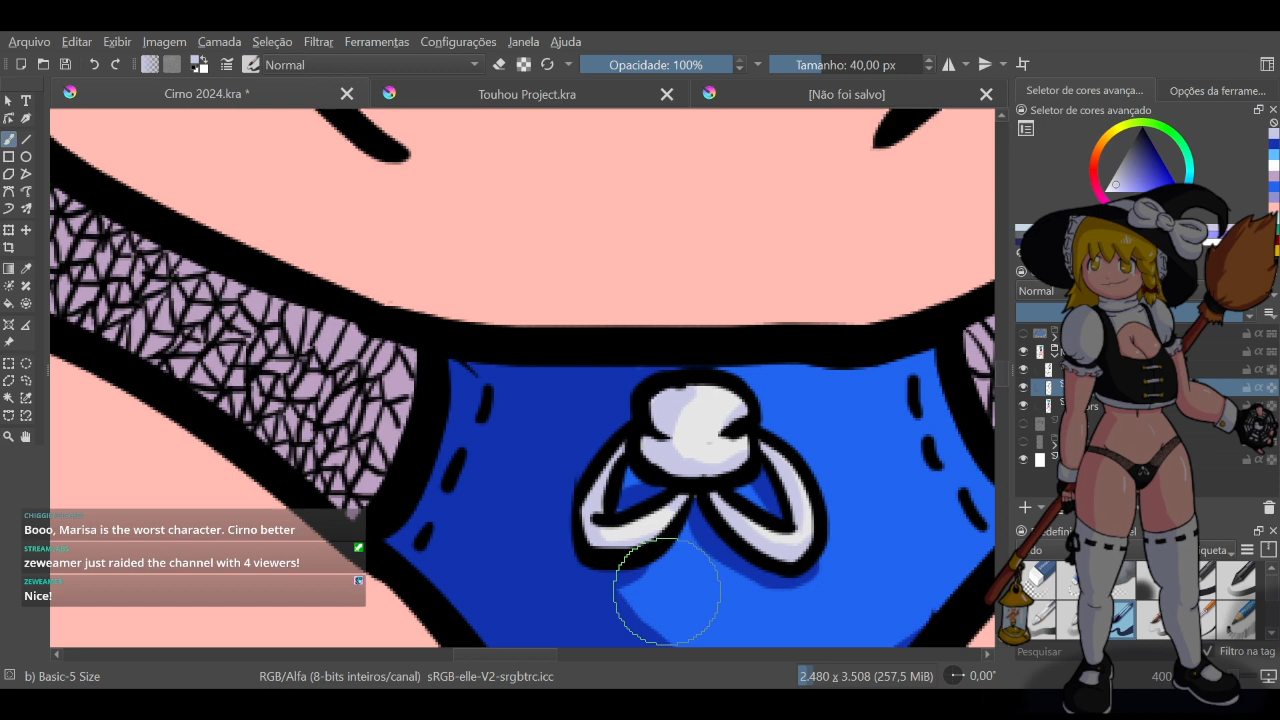 Arquivo Editar Exibir Imagem Camada Seleção Filtrar Ferramentas Configurações Janela Ajuda
Normal Opacidade: 100% Tamanho: 40,00 px
Cirno 2024.kra * Touhou Project.kra [Não foi salvo]
Seletor de cores avança... Opções da ferrame...
Seletor de cores avançado
Normal
Booo, Marisa is the worst character. Cirno better
zeweamer just raided the channel with 4 viewers!
ZEWEAMER
Nice!
Pesquisar Filtro na tag
b) Basic-5 Size RGB/Alfa (8-bits inteiros/canal) sRGB-elle-V2-srgbtrc.icc 2.480 x 3.508 (257,5 MiB) 0,00° 400